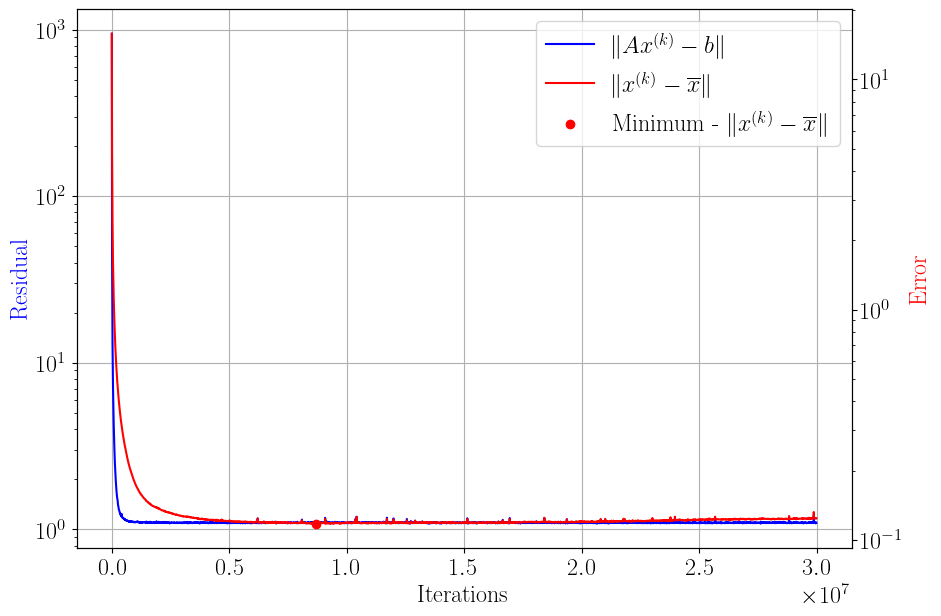 ‖Ax^{(k)} − b‖
‖x^{(k)} − x̅‖
Minimum - ‖x^{(k)} − x̅‖
Residual
10^3
10^2
10^1
10^0
Error
10^1
10^0
10^{−1}
0.0 0.5 1.0 1.5 2.0 2.5 3.0
Iterations
×10^7